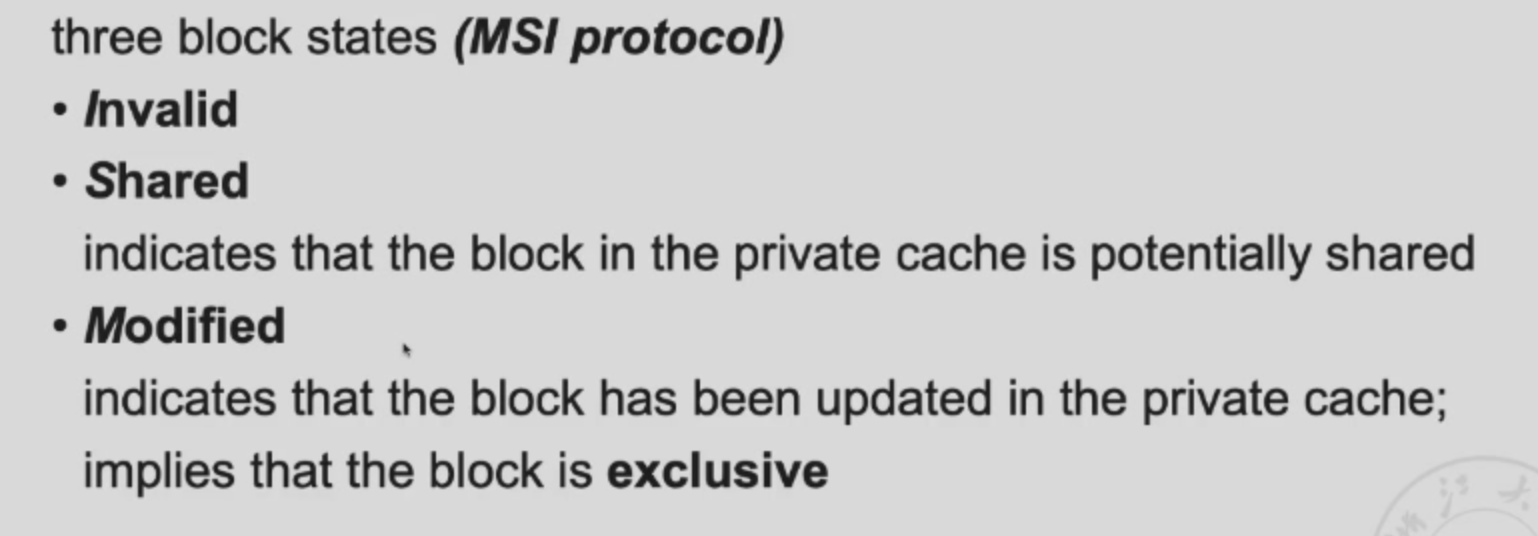 three block states (MSI protocol)
• Invalid
• Shared
indicates that the block in the private cache is potentially shared
• Modified
indicates that the block has been updated in the private cache;
implies that the block is exclusive